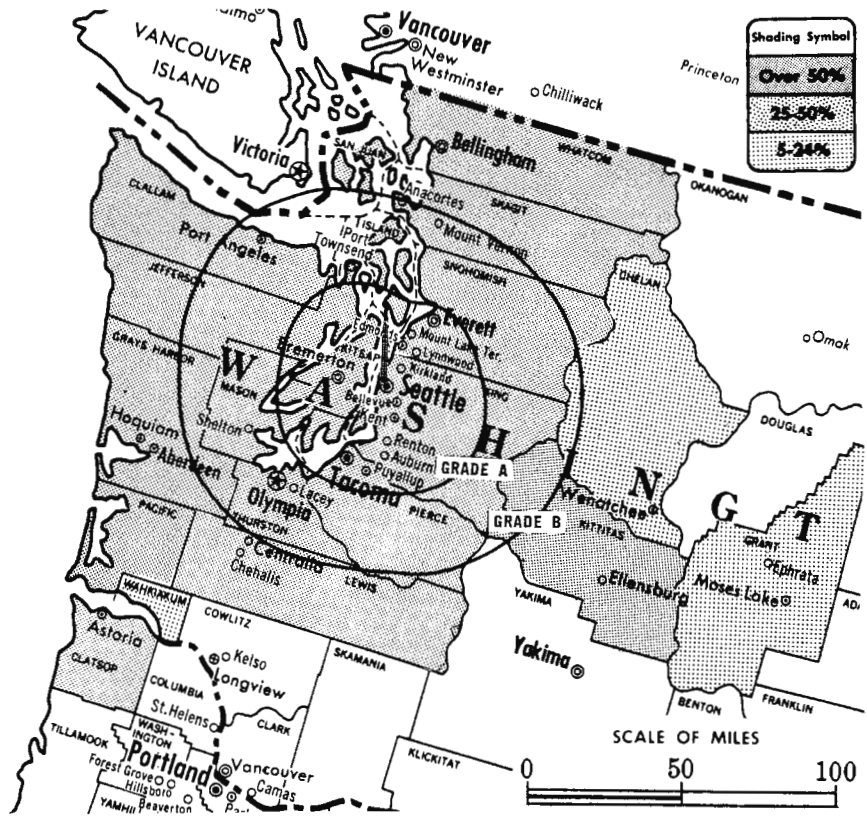 VANCOUVER
ISLAND
Vancouver
New
Westminster
Chilliwack
Princeton
Shading Symbol
Over 50%
25-50%
5-24%
Victoria
SAN JUAN
Bellingham
WHATCOM
OKANOGAN
CLALLAM
Anacortes
SKAGIT
Port Angeles
ISLAND
Port
Townsend
Mount Vernon
SNOHOMISH
CHELAN
JEFFERSON
Everett
Edmonds
Mount Lake Ter.
Lynnwood
Omak
GRAYS HARBOR
W
Bremerton
KITSAP
Kirkland
MASON
A
Seattle
KING
Bellevue
Kent
S
DOUGLAS
Hoquiam
Shelton
Renton
H
Aberdeen
Auburn
GRADE A
I
Puyallup
Tacoma
N
Wenatchee
G
T
Olympia
Lacey
PIERCE
GRADE B
KITTITAS
GRANT
PACIFIC
THURSTON
Centralia
Chehalis
LEWIS
Ephrata
Ellensburg
Moses Lake
WAHKIAKUM
COWLITZ
YAKIMA
ADA
Astoria
Kelso
Longview
SKAMANIA
Yakima
CLATSOP
COLUMBIA
St. Helens
CLARK
BENTON
FRANKLIN
TILLAMOOK
WASH-
INGTON
Portland
KLICKITAT
SCALE OF MILES
Forest Grove
Hillsboro
Vancouver
Camas
Beaverton
YAMHILL
0 50 100